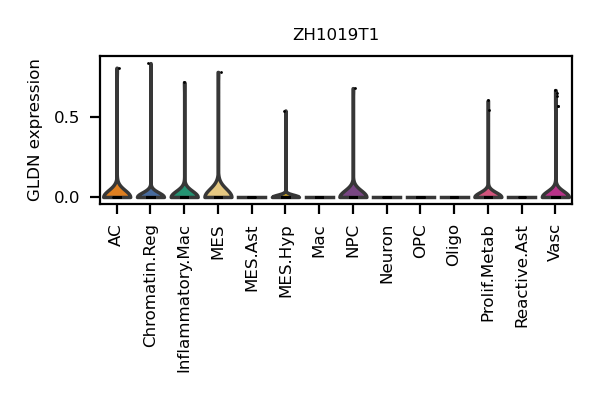 ZH1019T1
GLDN expression
0.5
0.0
AC
Chromatin.Reg
Inflammatory.Mac
MES
MES.Ast
MES.Hyp
Mac
NPC
Neuron
OPC
Oligo
Prolif.Metab
Reactive.Ast
Vasc